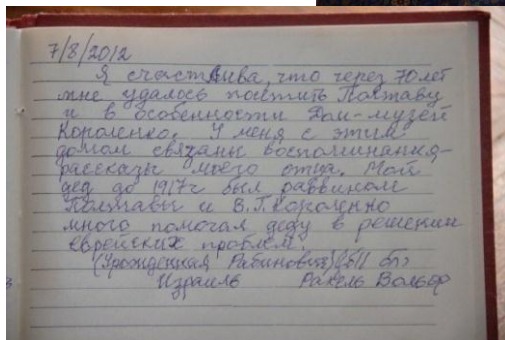 7/8/2012
Я счастлива, что через 70 лет
мне удалось посетить Полтаву
и в особенности Дом-музей
Короленко. У меня с этим
домом связаны воспоминания-
рассказы моего отца. Мой
дед до 1917г был раввином
Полтавы и В.Г. Короленко
много помогал деду в решении
еврейских проблем.
(Урожденная Рабинович)
Израиль Рахель Вольф